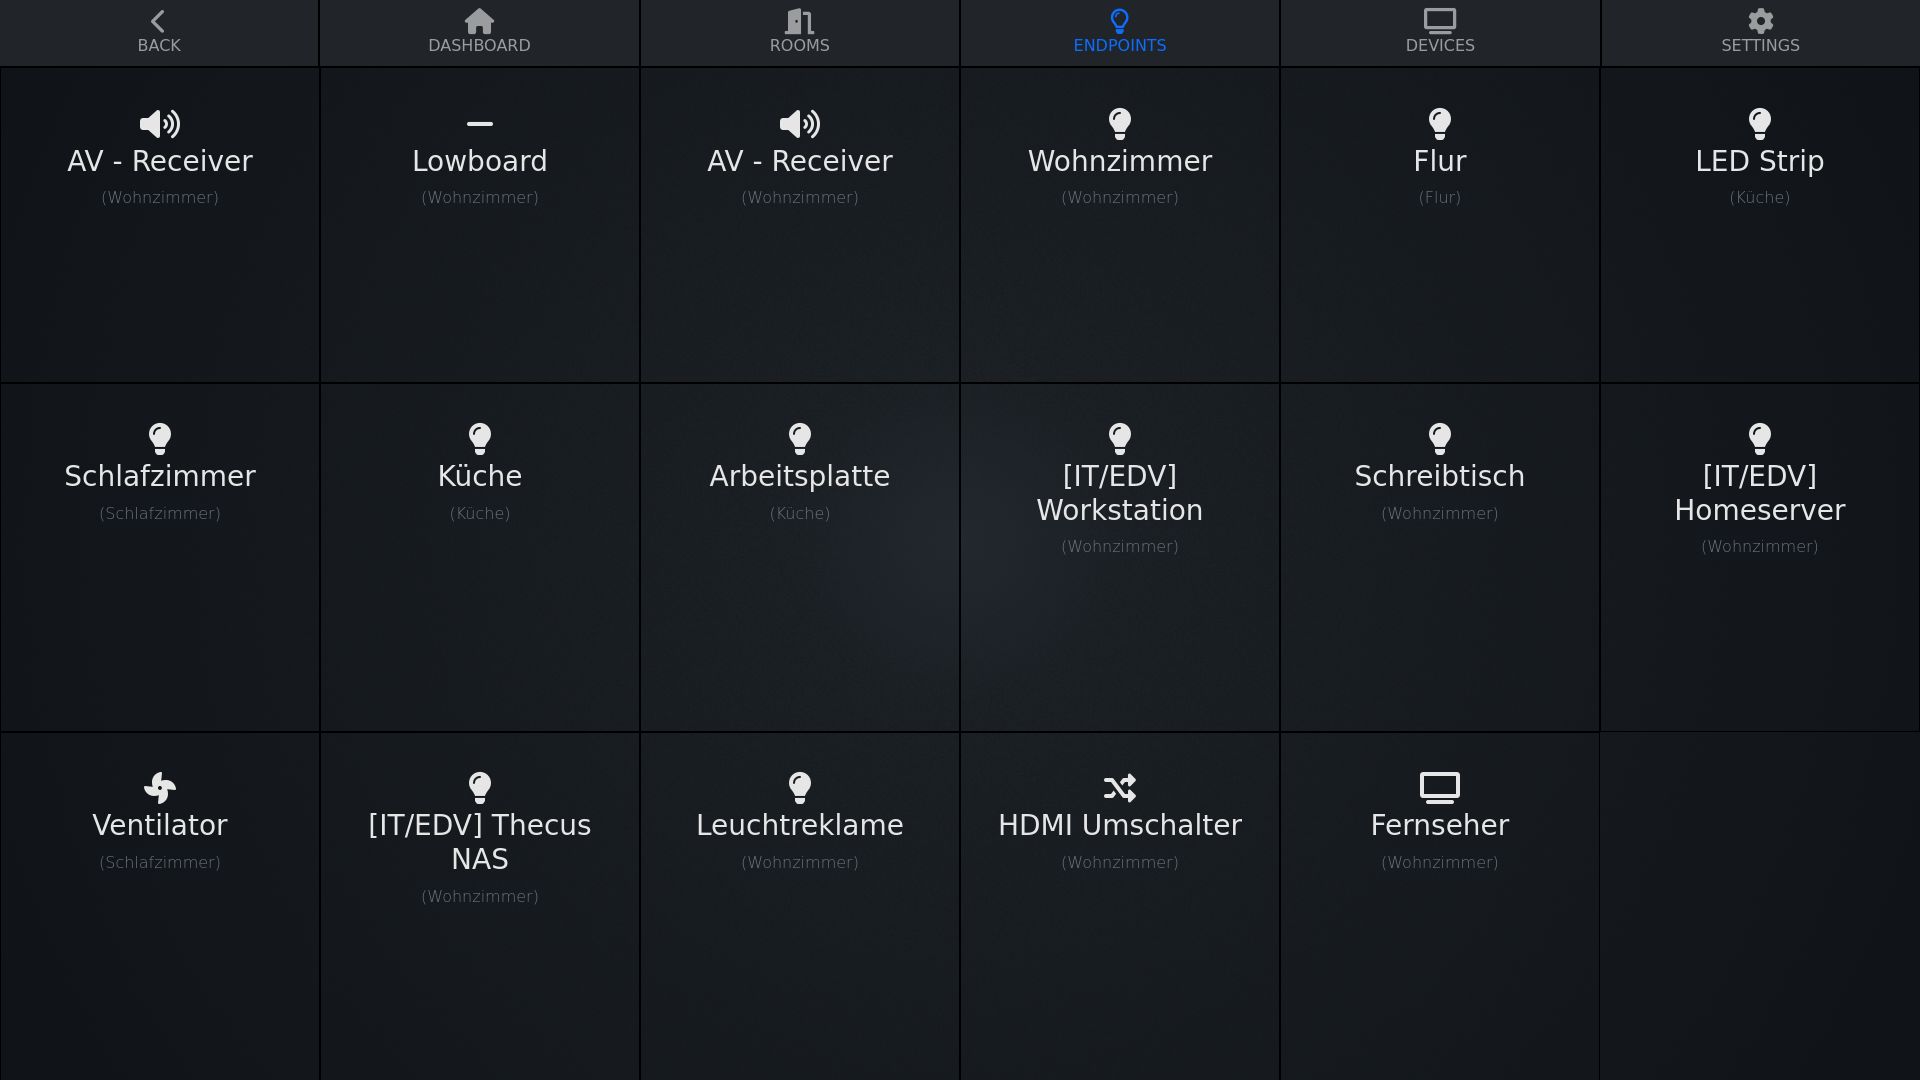 BACK
DASHBOARD
ROOMS
ENDPOINTS
DEVICES
SETTINGS
AV - Receiver
(Wohnzimmer)
Lowboard
(Wohnzimmer)
AV - Receiver
(Wohnzimmer)
Wohnzimmer
(Wohnzimmer)
Flur
(Flur)
LED Strip
(Küche)
Schlafzimmer
(Schlafzimmer)
Küche
(Küche)
Arbeitsplatte
(Küche)
[IT/EDV]
Workstation
(Wohnzimmer)
Schreibtisch
(Wohnzimmer)
[IT/EDV]
Homeserver
(Wohnzimmer)
Ventilator
(Schlafzimmer)
[IT/EDV] Thecus
NAS
(Wohnzimmer)
Leuchtreklame
(Wohnzimmer)
HDMI Umschalter
(Wohnzimmer)
Fernseher
(Wohnzimmer)